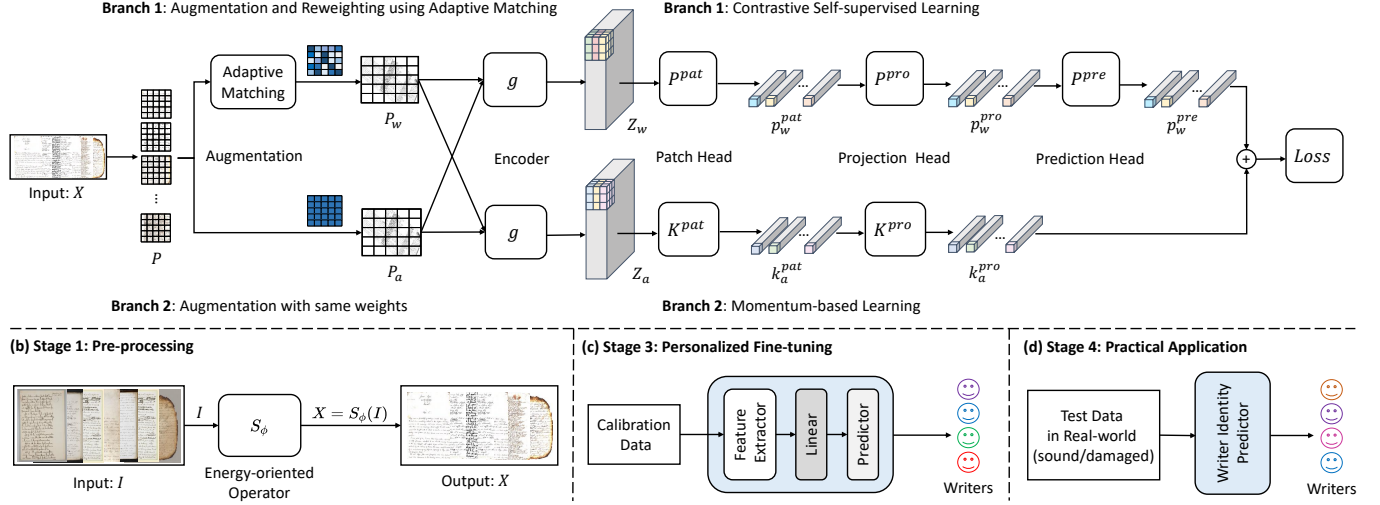 Branch 1: Augmentation and Reweighting using Adaptive Matching
Branch 1: Contrastive Self-supervised Learning
Adaptive
Matching
P_w
g
Z_w
P^{pat}
p_w^{pat}
...
P^{pro}
p_w^{pro}
...
P^{pre}
p_w^{pre}
...
Input: X
⋮
P
Augmentation
Encoder
Patch Head
Projection Head
Prediction Head
+
Loss
P_a
g
Z_a
K^{pat}
k_a^{pat}
...
K^{pro}
k_a^{pro}
...
Branch 2: Augmentation with same weights
Branch 2: Momentum-based Learning
(b) Stage 1: Pre-processing
Input: I
I
S_ϕ
Energy-oriented
Operator
X = S_ϕ(I)
Output: X
(c) Stage 3: Personalized Fine-tuning
Calibration
Data
Feature
Extractor
Linear
Predictor
Writers
(d) Stage 4: Practical Application
Test Data
in Real-world
(sound/damaged)
Writer Identity
Predictor
Writers